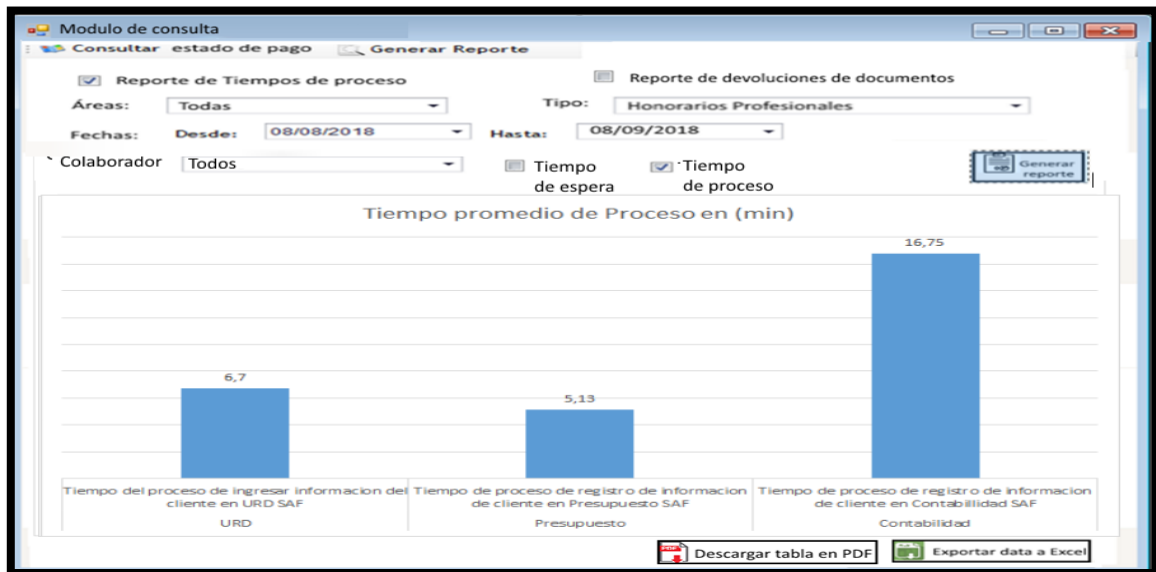 Modulo de consulta
Consultar estado de pago Generar Reporte
Reporte de Tiempos de proceso Reporte de devoluciones de documentos
Áreas: Todas Tipo: Honorarios Profesionales
Fechas: Desde: 08/08/2018 Hasta: 08/09/2018
Colaborador Todos Tiempo de espera Tiempo de proceso
Generar
reporte
Tiempo promedio de Proceso en (min)
16,75
6,7
5,13
Tiempo del proceso de ingresar informacion del
cliente en URD SAF
Tiempo de proceso de registro de informacion
de cliente en Presupuesto SAF
Tiempo de proceso de registro de informacion
de cliente en Contabillidad SAF
URD Presupuesto Contabilidad
PDF Descargar tabla en PDF Exportar data a Excel